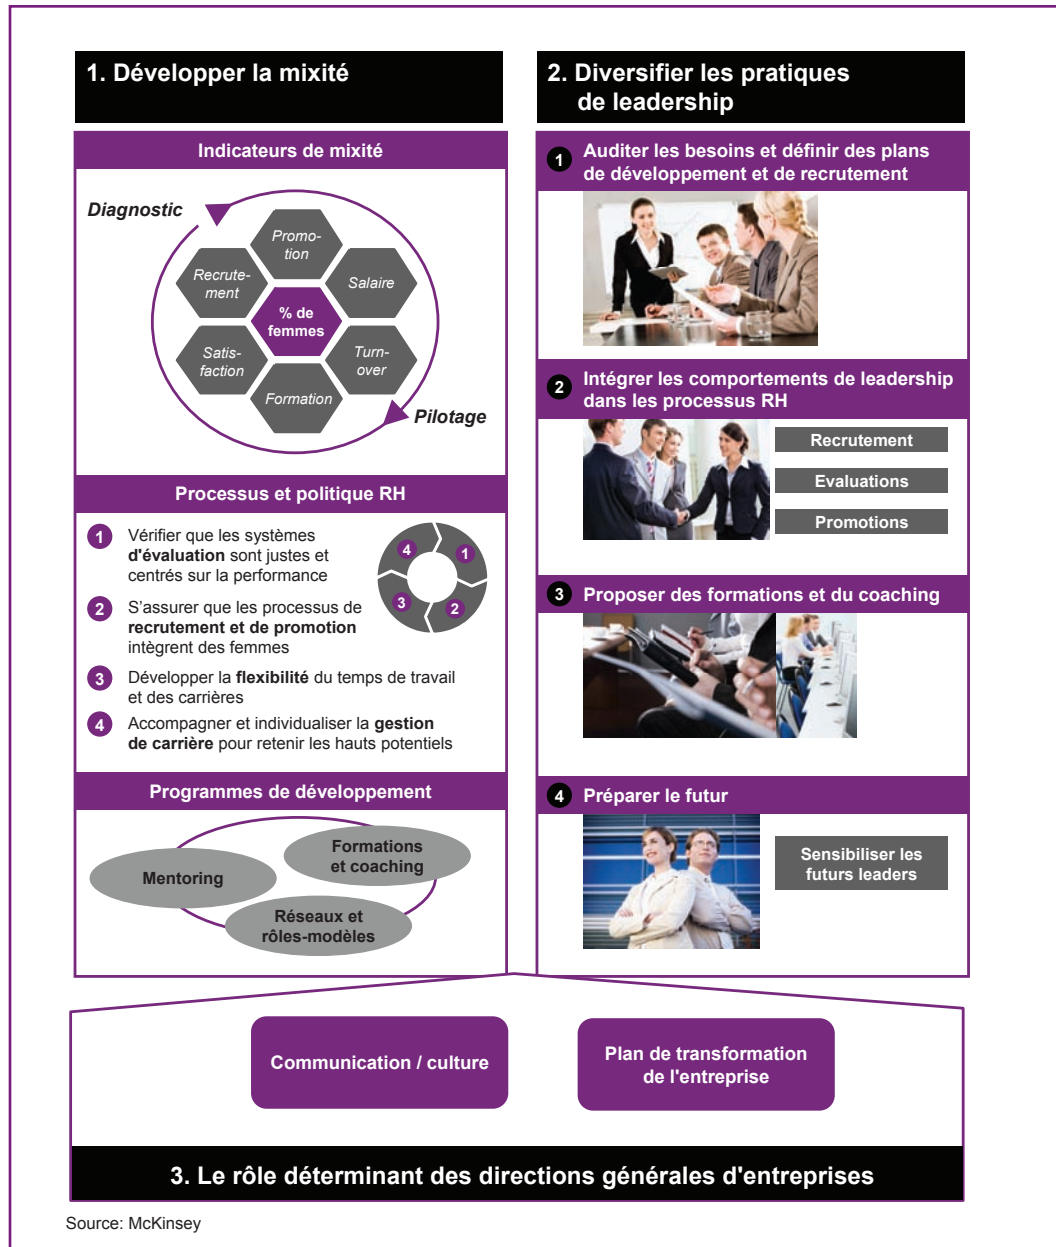 1. Développer la mixité
Indicateurs de mixité
Diagnostic
Promo-
tion
Recrute-
ment
Salaire
% de
femmes
Satis-
faction
Turn-
over
Formation
Pilotage
Processus et politique RH
1 Vérifier que les systèmes
d'évaluation sont justes et
centrés sur la performance
2 S'assurer que les processus de
recrutement et de promotion
intègrent des femmes
3 Développer la flexibilité du temps de travail
et des carrières
4 Accompagner et individualiser la gestion
de carrière pour retenir les hauts potentiels
4
1
3
2
Programmes de développement
Mentoring
Formations
et coaching
Réseaux et
rôles-modèles
2. Diversifier les pratiques
de leadership
1 Auditer les besoins et définir des plans
de développement et de recrutement
2 Intégrer les comportements de leadership
dans les processus RH
Recrutement
Evaluations
Promotions
3 Proposer des formations et du coaching
4 Préparer le futur
Sensibiliser les
futurs leaders
Communication / culture
Plan de transformation
de l'entreprise
3. Le rôle déterminant des directions générales d'entreprises
Source: McKinsey